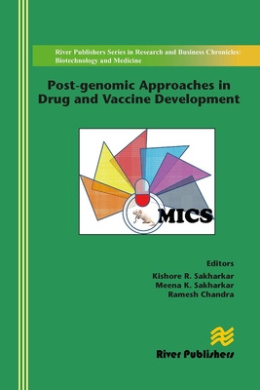 River Publishers Series in Research and Business Chronicles:
Biotechnology and Medicine
Post-genomic Approaches in
Drug and Vaccine Development
MICS
Editors
Kishore R. Sakharkar
Meena K. Sakharkar
Ramesh Chandra
River Publishers